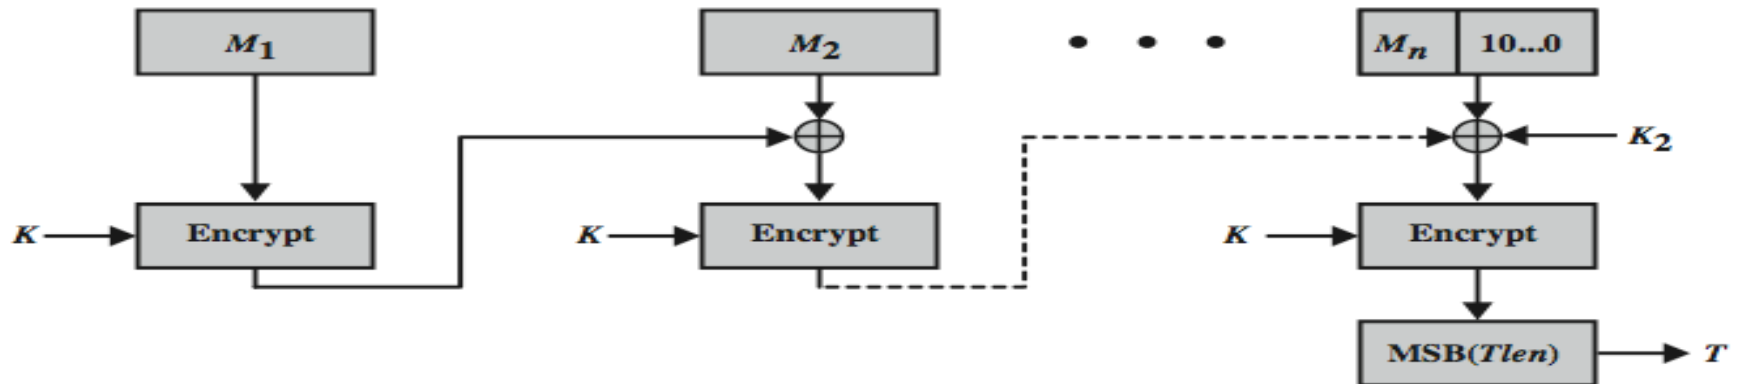 M1 M2 • • • Mn 10...0
K2
K Encrypt K Encrypt K Encrypt
MSB(Tlen) T